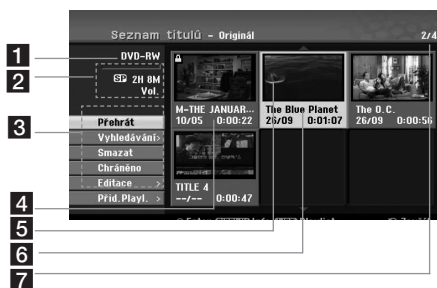 Seznam titulů – Originál 2/4
1
DVD-RW
2
SP 2H 8M
Vol.
3
Přehrát
Vyhledávání>
Smazat
Chráněno
Editace >
Přid.Playl. >
M-THE JANUAR...
10/05 0:00:22
The Blue Planet
26/09 0:01:07
The O.C.
26/09 0:00:56
TITLE 4
--/-- 0:00:47
4
5
6
7